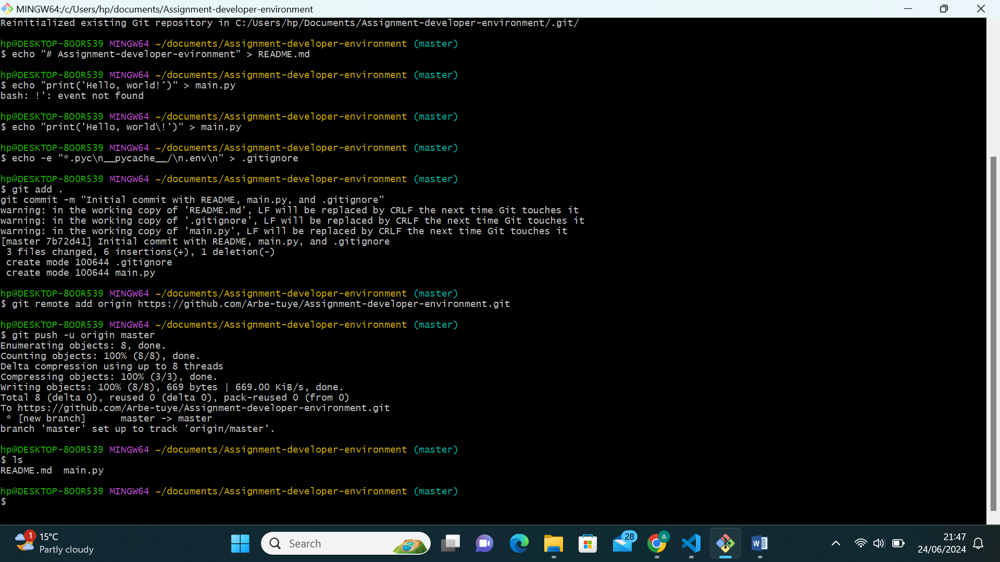 MINGW64:/c/Users/hp/documents/Assignment-developer-environment
Reinitialized existing Git repository in C:/Users/hp/Documents/Assignment-developer-environment/.git/
hp@DESKTOP-8OOR539 MINGW64 ~/documents/Assignment-developer-environment (master)
$ echo "# Assignment-developer-evironment" > README.md
hp@DESKTOP-8OOR539 MINGW64 ~/documents/Assignment-developer-environment (master)
$ echo "print('Hello, world!')" > main.py
bash: !': event not found
hp@DESKTOP-8OOR539 MINGW64 ~/documents/Assignment-developer-environment (master)
$ echo "print('Hello, world\!')" > main.py
hp@DESKTOP-8OOR539 MINGW64 ~/documents/Assignment-developer-environment (master)
$ echo -e "*.pyc\n__pycache__/\n.env\n" > .gitignore
hp@DESKTOP-8OOR539 MINGW64 ~/documents/Assignment-developer-environment (master)
$ git add .
git commit -m "Initial commit with README, main.py, and .gitignore"
warning: in the working copy of 'README.md', LF will be replaced by CRLF the next time Git touches it
warning: in the working copy of '.gitignore', LF will be replaced by CRLF the next time Git touches it
warning: in the working copy of 'main.py', LF will be replaced by CRLF the next time Git touches it
[master 7b72d41] Initial commit with README, main.py, and .gitignore
 3 files changed, 6 insertions(+), 1 deletion(-)
 create mode 100644 .gitignore
 create mode 100644 main.py
hp@DESKTOP-8OOR539 MINGW64 ~/documents/Assignment-developer-environment (master)
$ git remote add origin https://github.com/Arbe-tuye/Assignment-developer-environment.git
hp@DESKTOP-8OOR539 MINGW64 ~/documents/Assignment-developer-environment (master)
$ git push -u origin master
Enumerating objects: 8, done.
Counting objects: 100% (8/8), done.
Delta compression using up to 8 threads
Compressing objects: 100% (3/3), done.
Writing objects: 100% (8/8), 669 bytes | 669.00 KiB/s, done.
Total 8 (delta 0), reused 0 (delta 0), pack-reused 0 (from 0)
To https://github.com/Arbe-tuye/Assignment-developer-environment.git
 * [new branch]      master -> master
branch 'master' set up to track 'origin/master'.
hp@DESKTOP-8OOR539 MINGW64 ~/documents/Assignment-developer-environment (master)
$ ls
README.md  main.py
hp@DESKTOP-8OOR539 MINGW64 ~/documents/Assignment-developer-environment (master)
$
1
15°C
Partly cloudy
Search
28
A
W
21:47
24/06/2024